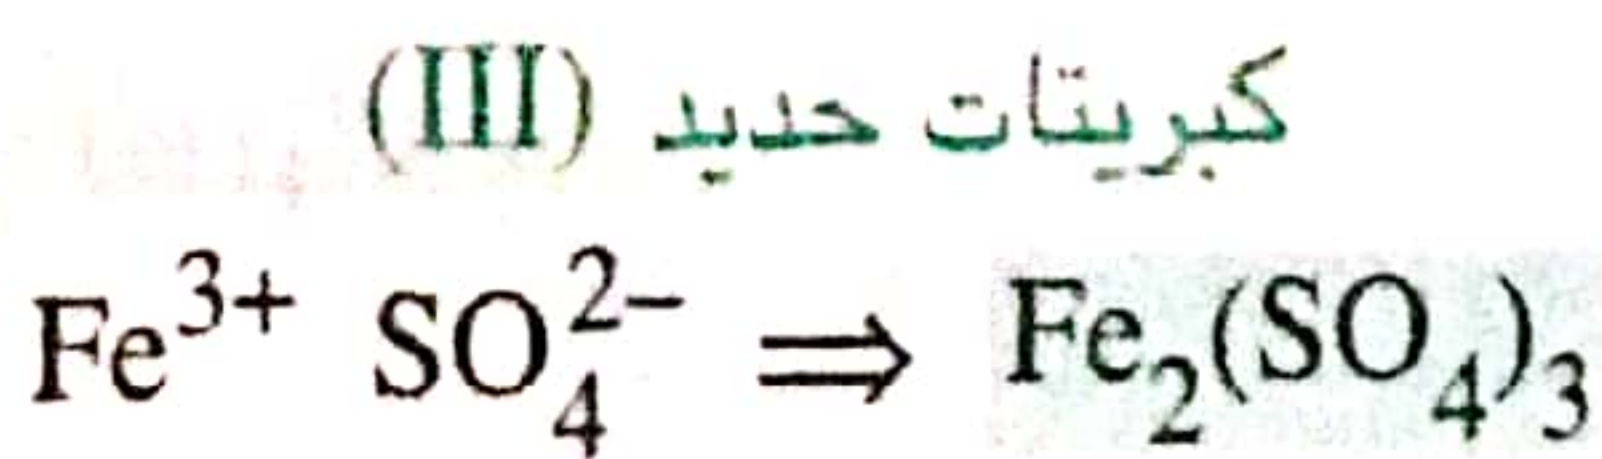 كبريتات حديد (III)
Fe³⁺ SO₄²⁻ ⇒ Fe₂(SO₄)₃